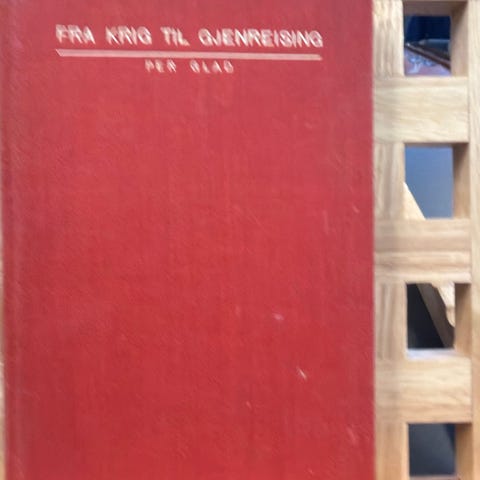 FRA KRIG TIL GJENREISING
PER GLAD